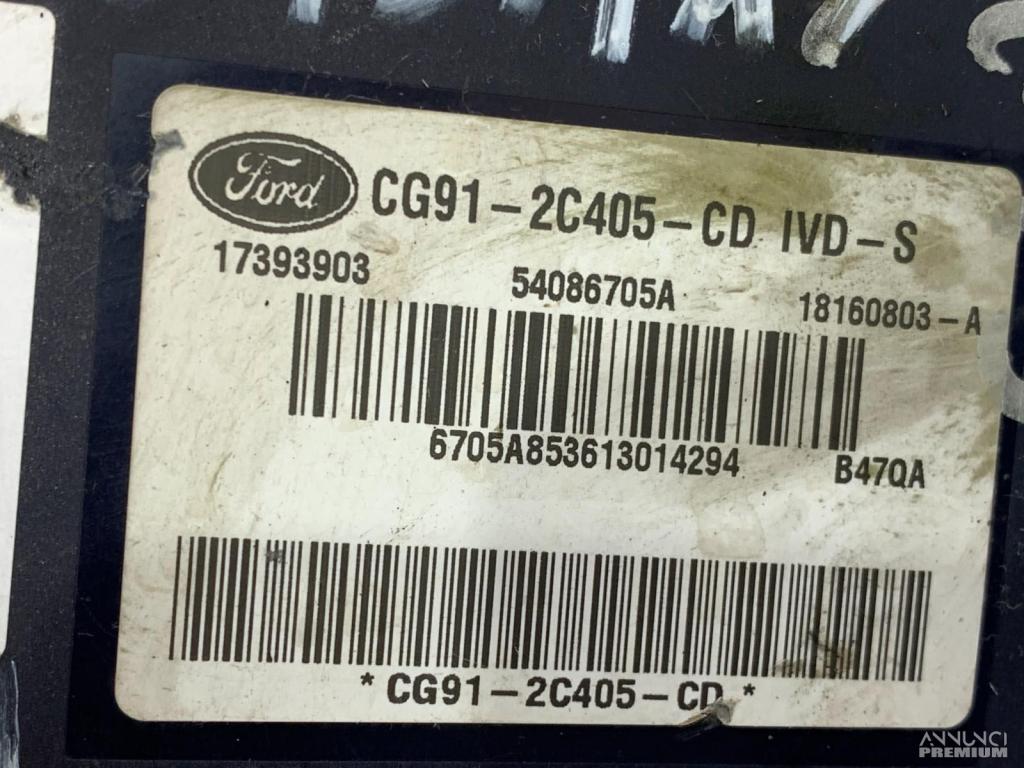 Ford CG91-2C405-CD IVD-S
17393903 54086705A 18160803-A
6705A853613014294 B47QA
*CG91-2C405-CD*
ANNUNCI
PREMIUM